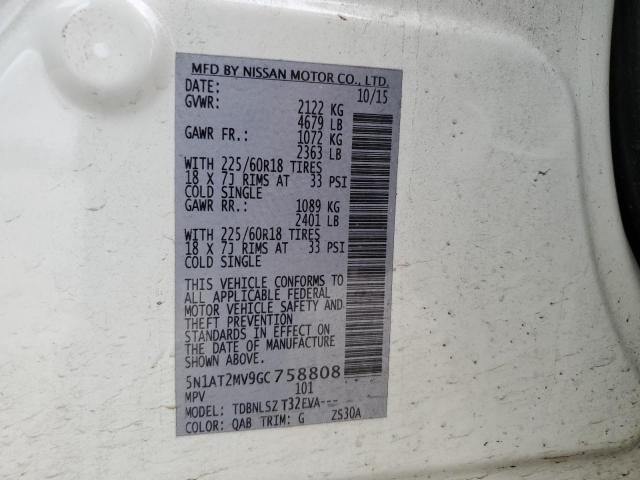 MFD BY NISSAN MOTOR CO., LTD.
DATE: 10/15
GVWR: 2122 KG
4679 LB
GAWR FR: 1072 KG
2363 LB
WITH 225/60R18 TIRES
18 X 7J RIMS AT 33 PSI
COLD SINGLE
GAWR RR.: 1089 KG
2401 LB
WITH 225/60R18 TIRES
18 X 7J RIMS AT 33 PSI
COLD SINGLE
THIS VEHICLE CONFORMS TO
ALL APPLICABLE FEDERAL
MOTOR VEHICLE SAFETY AND
THEFT PREVENTION
STANDARDS IN EFFECT ON
THE DATE OF MANUFACTURE
SHOWN ABOVE.
5N1AT2MV9GC758808
MPV 101
MODEL: TDBNLSZ T32EVA---
COLOR: QAB TRIM: G ZS30A